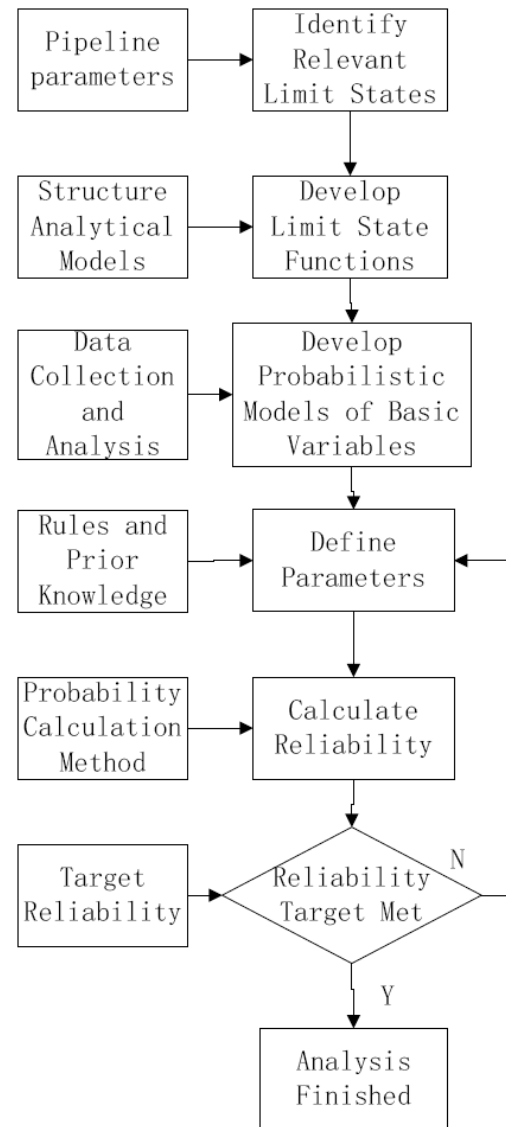 Pipeline
parameters
Identify
Relevant
Limit States
Structure
Analytical
Models
Develop
Limit State
Functions
Data
Collection
and
Analysis
Develop
Probabilistic
Models of Basic
Variables
Rules and
Prior
Knowledge
Define
Parameters
Probability
Calculation
Method
Calculate
Reliability
Target
Reliability
Reliability
Target Met
N
Y
Analysis
Finished